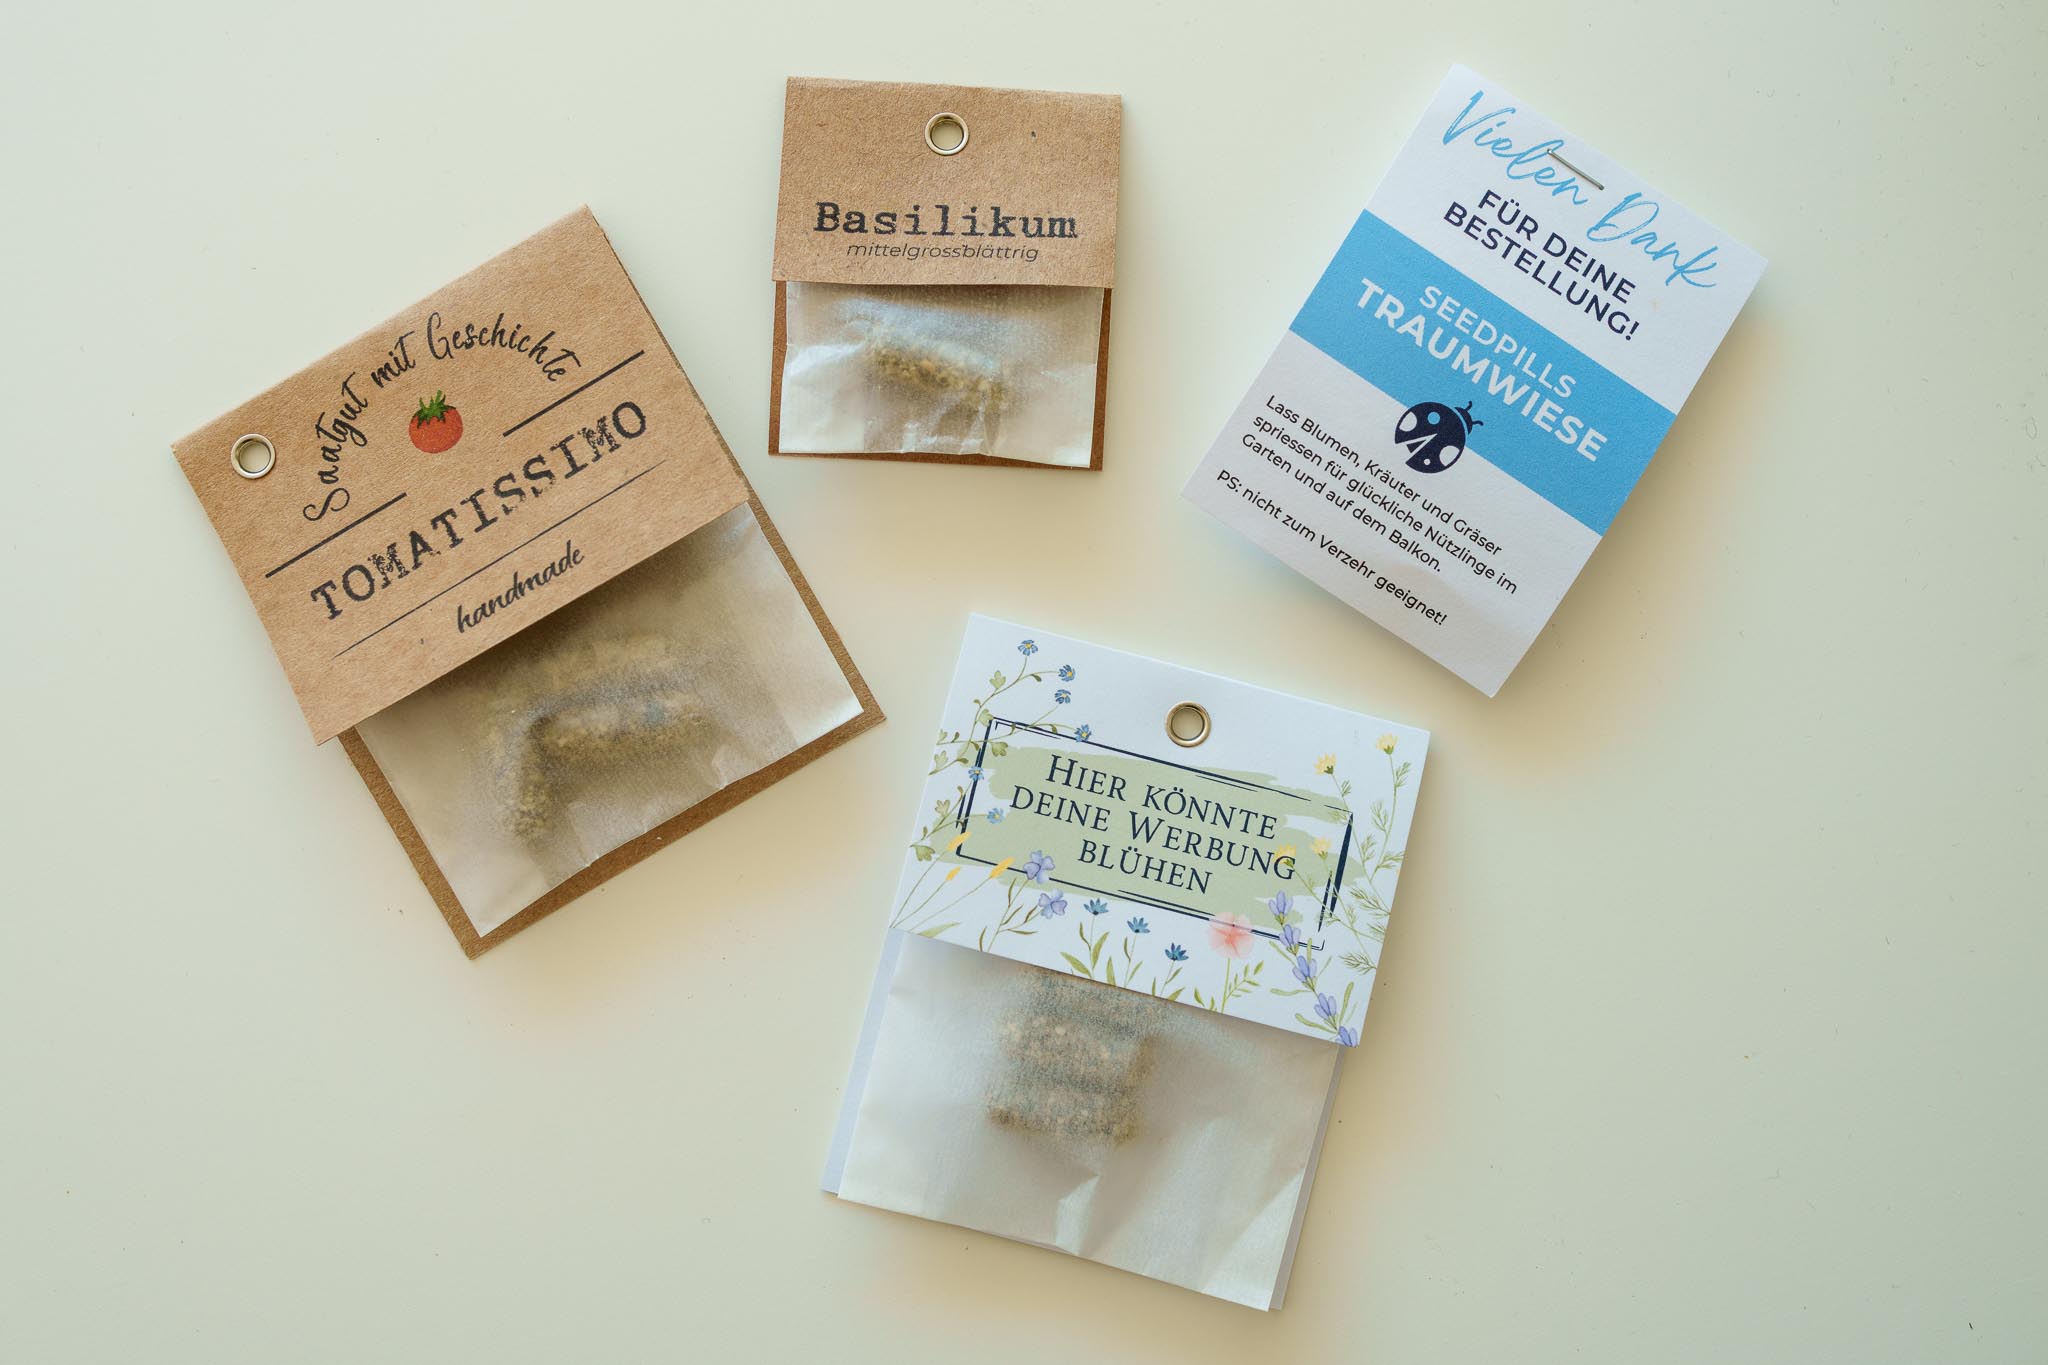 Saatgut mit Geschichte
TOMATISSIMO
handmade
Basilikum
mittelgrossblättrig
Vielen Dank
FÜR DEINE
BESTELLUNG!
SEEDPILLS
TRAUMWIESE
Lass Blumen, Kräuter und Gräser
spriessen für glückliche Nützlinge im
Garten und auf dem Balkon.
PS: nicht zum Verzehr geeignet!
HIER KÖNNTE
DEINE WERBUNG
BLÜHEN